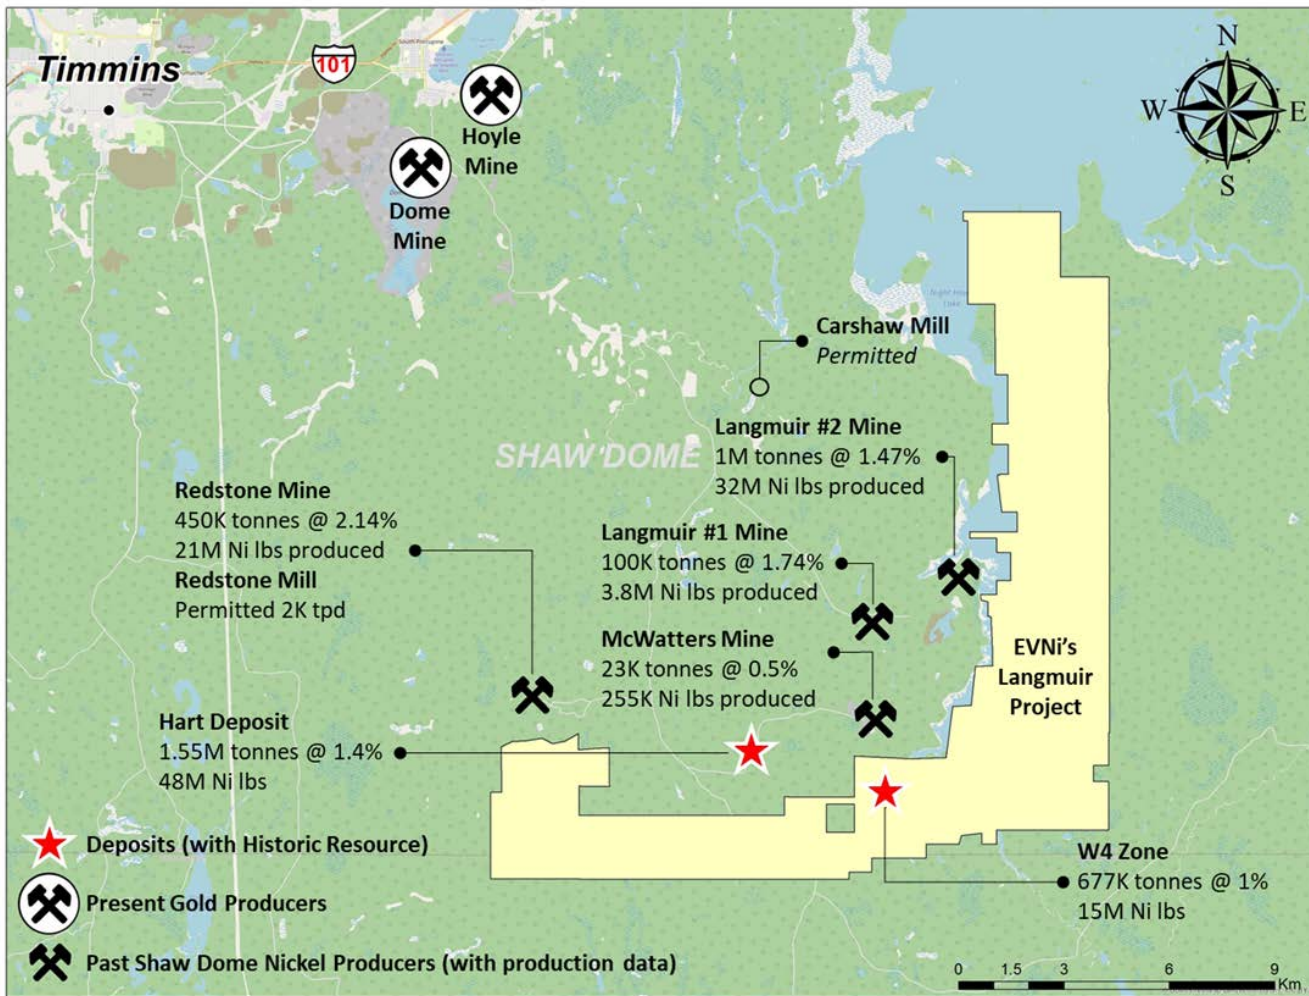 Timmins
101
Hoyle
Mine
Dome
Mine
N
W
E
S
Carshaw Mill
Permitted
SHAW DOME
Langmuir #2 Mine
1M tonnes @ 1.47%
32M Ni lbs produced
Redstone Mine
450K tonnes @ 2.14%
21M Ni lbs produced
Redstone Mill
Permitted 2K tpd
Langmuir #1 Mine
100K tonnes @ 1.74%
3.8M Ni lbs produced
McWatters Mine
23K tonnes @ 0.5%
255K Ni lbs produced
EVNi's
Langmuir
Project
Hart Deposit
1.55M tonnes @ 1.4%
48M Ni lbs
W4 Zone
677K tonnes @ 1%
15M Ni lbs
Deposits (with Historic Resource)
Present Gold Producers
Past Shaw Dome Nickel Producers (with production data)
0 1.5 3 6 9
Km